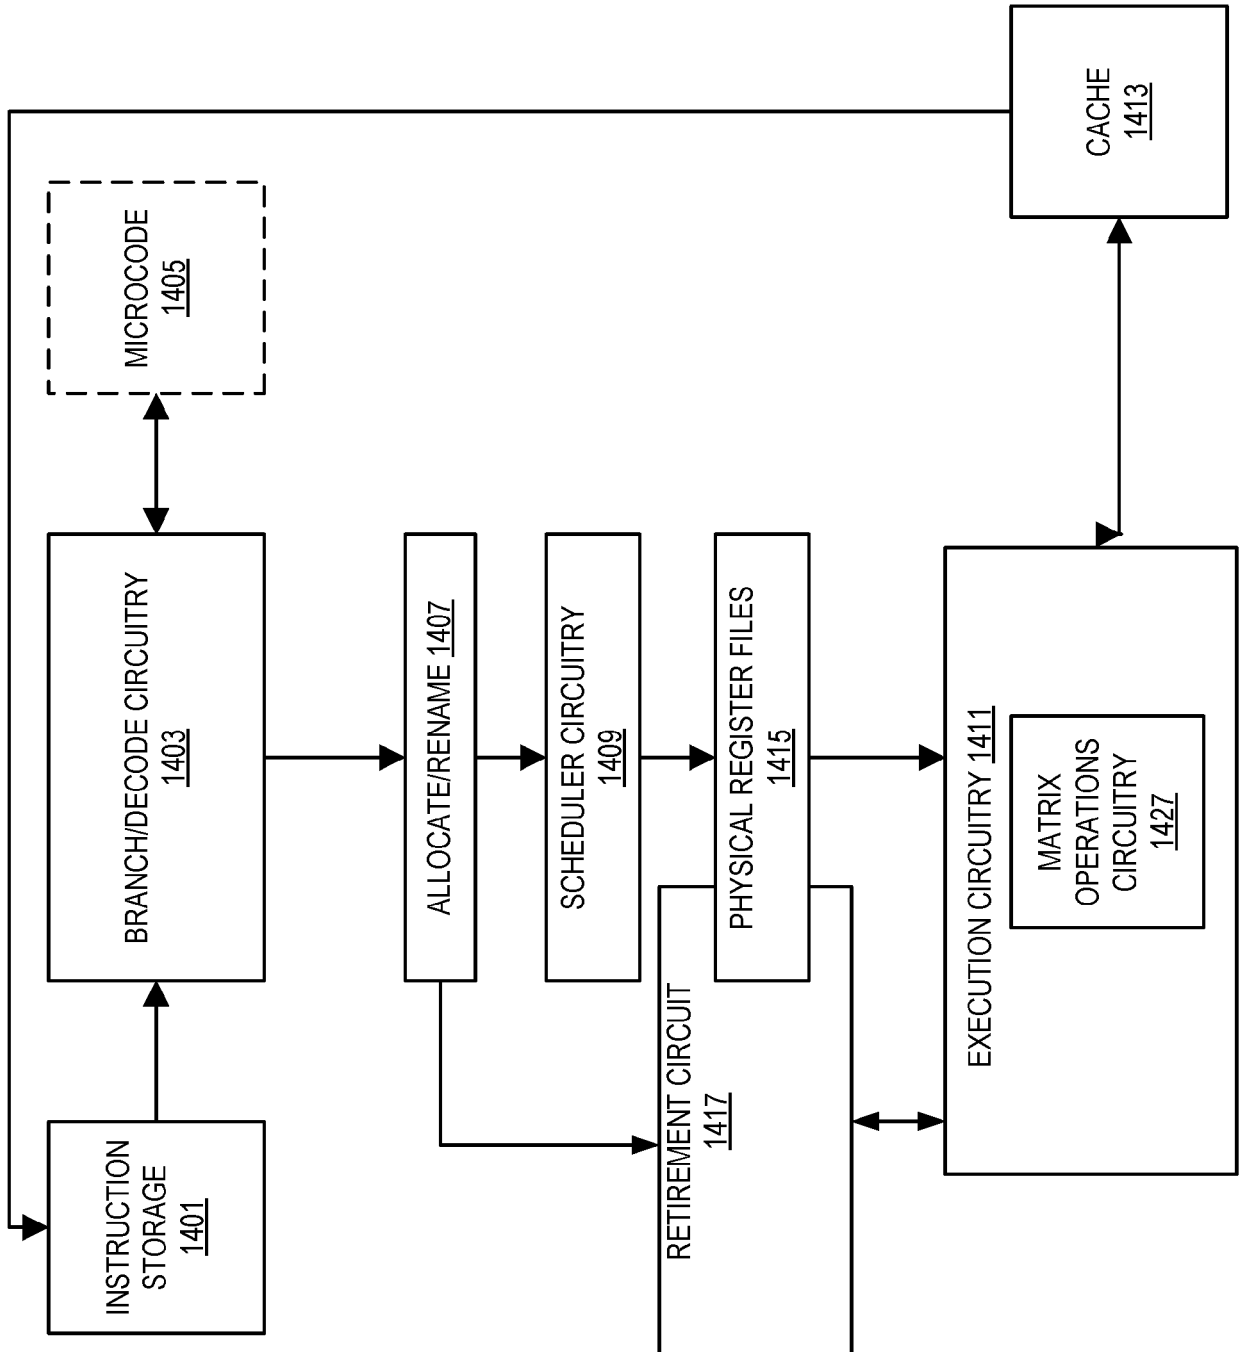 INSTRUCTION
STORAGE
1401
BRANCH/DECODE CIRCUITRY
1403
MICROCODE
1405
ALLOCATE/RENAME 1407
SCHEDULER CIRCUITRY
1409
RETIREMENT CIRCUIT
1417
PHYSICAL REGISTER FILES
1415
EXECUTION CIRCUITRY 1411
MATRIX
OPERATIONS
CIRCUITRY
1427
CACHE
1413